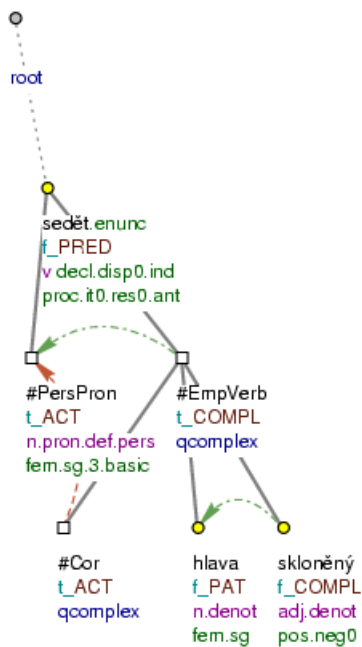 root
sedět.enunc
f_PRED
v decl.disp0.ind
proc.it0.res0.ant
#PersPron
t_ACT
n.pron.def.pers
fem.sg.3.basic
#EmpVerb
t_COMPL
qcomplex
#Cor
t_ACT
qcomplex
hlava
f_PAT
n.denot
fem.sg
skloněný
f_COMPL
adj.denot
pos.neg0